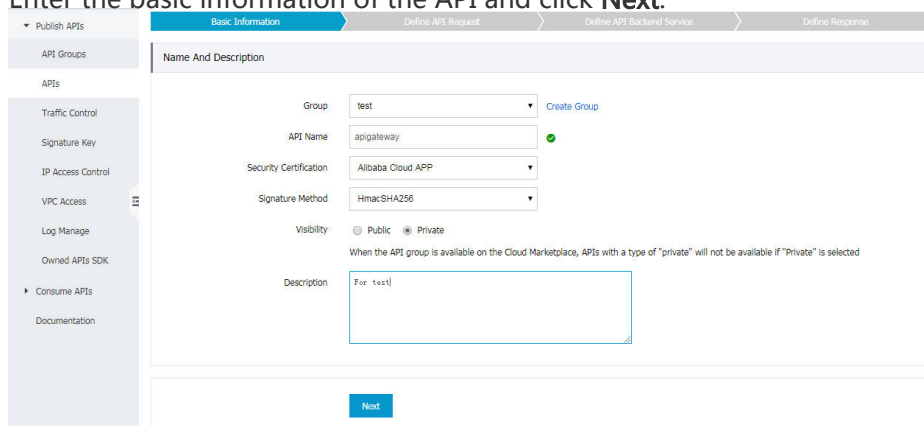 Enter the basic information of the API and click Next.
Publish APIs
API Groups
APIs
Traffic Control
Signature Key
IP Access Control
VPC Access
Log Manage
Owned APIs SDK
Consume APIs
Documentation
Basic Information
Define API Request
Define API Backend Service
Define Response
Name And Description
Group test Create Group
API Name apigateway
Security Certification Alibaba Cloud APP
Signature Method HmacSHA256
Visibility Public Private
When the API group is available on the Cloud Marketplace, APIs with a type of "private" will not be available if "Private" is selected
Description For test
Next